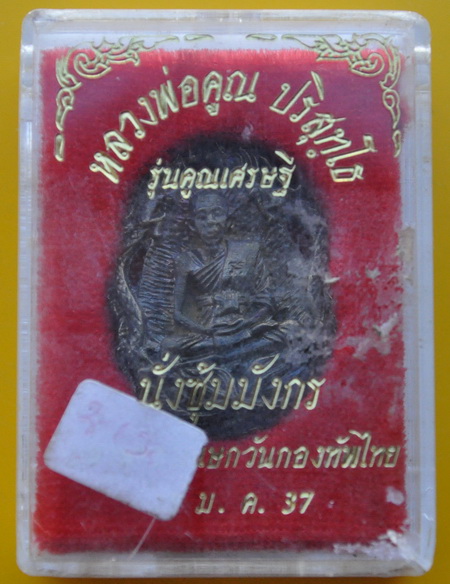 หลวงพ่อคูณ ปริสุทฺโธ
รุ่นคูณเศรษฐี
นั่งซุ้มมังกร
กวันกองทัพไทย
ม. ค. 37